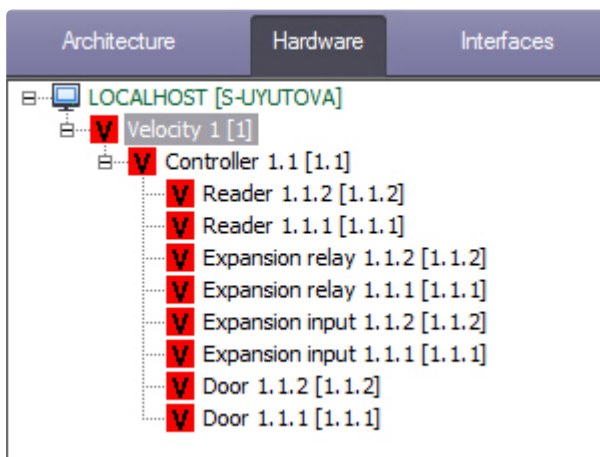 Architecture Hardware Interfaces
LOCALHOST [S-UYUTOVA]
V Velocity 1 [1]
V Controller 1.1 [1.1]
V Reader 1.1.2 [1.1.2]
V Reader 1.1.1 [1.1.1]
V Expansion relay 1.1.2 [1.1.2]
V Expansion relay 1.1.1 [1.1.1]
V Expansion input 1.1.2 [1.1.2]
V Expansion input 1.1.1 [1.1.1]
V Door 1.1.2 [1.1.2]
V Door 1.1.1 [1.1.1]